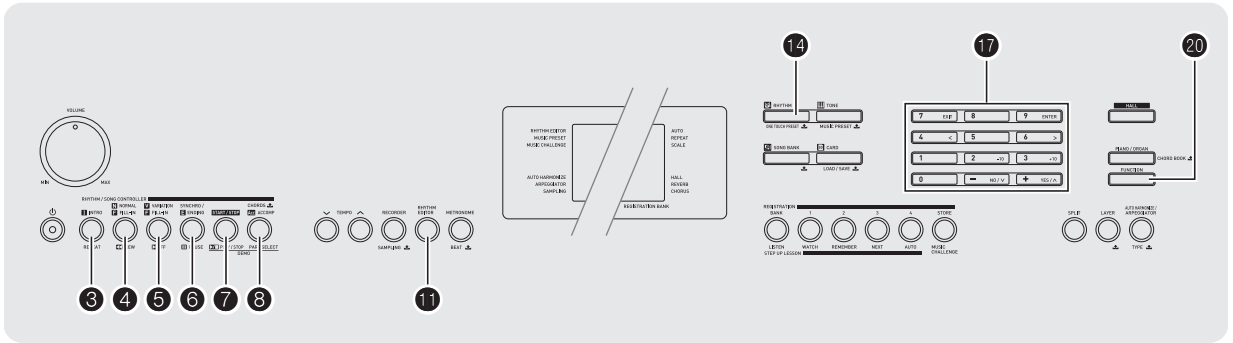 14
17
20
VOLUME
MIN
MAX
RHYTHM / SONG CONTROLLER
I INTRO
N NORMAL
F FILL-IN
V VARIATION
F FILL-IN
SYNCHRO /
E ENDING
START/STOP
CHORDS
ACCOMP
PART SELECT
DEMO
3
4
5
6
7
8
TEMPO
RECORDER
SAMPLING
RHYTHM
EDITOR
METRONOME
BEAT
11
RHYTHM EDITOR
MUSIC PRESET
MUSIC CHALLENGE
AUTO HARMONIZE
ARPEGGIATOR
SAMPLING
AUTO
REPEAT
SCALE
HALL
REVERB
CHORUS
REGISTRATION BANK
RHYTHM
TONE
ONE TOUCH PRESET
MUSIC PRESET
SONG BANK
CARD
LOAD / SAVE
7 EXIT 8 9 ENTER
4 < 5 6 >
1 2 -10 3 +10
0 − NO / ∨ + YES / ∧
HALL
PIANO / ORGAN
CHORD BOOK
FUNCTION
REGISTRATION
BANK 1 2 3 4 STORE
LISTEN WATCH REMEMBER NEXT AUTO MUSIC
CHALLENGE
STEP UP LESSON
SPLIT
LAYER
AUTO HARMONIZE/
ARPEGGIATOR
TYPE